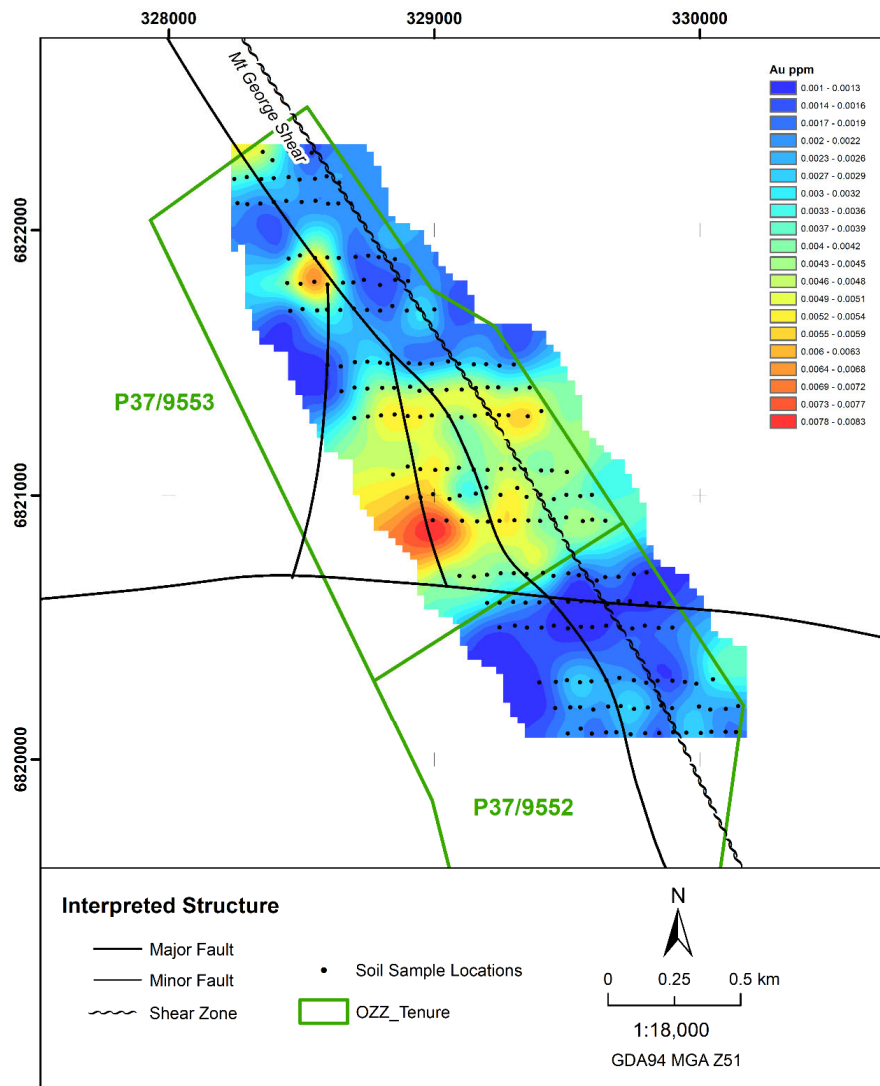 328000
329000
330000
Mt George Shear
Au ppm
0.001 - 0.0013
0.0014 - 0.0016
0.0017 - 0.0019
0.002 - 0.0022
0.0023 - 0.0026
0.0027 - 0.0029
0.003 - 0.0032
0.0033 - 0.0036
0.0037 - 0.0039
0.004 - 0.0042
0.0043 - 0.0045
0.0046 - 0.0048
0.0049 - 0.0051
0.0052 - 0.0054
0.0055 - 0.0059
0.006 - 0.0063
0.0064 - 0.0068
0.0069 - 0.0072
0.0073 - 0.0077
0.0078 - 0.0083
6822000
P37/9553
6821000
6820000
P37/9552
Interpreted Structure
Major Fault
Minor Fault
Shear Zone
Soil Sample Locations
OZZ_Tenure
N
0 0.25 0.5 km
1:18,000
GDA94 MGA Z51